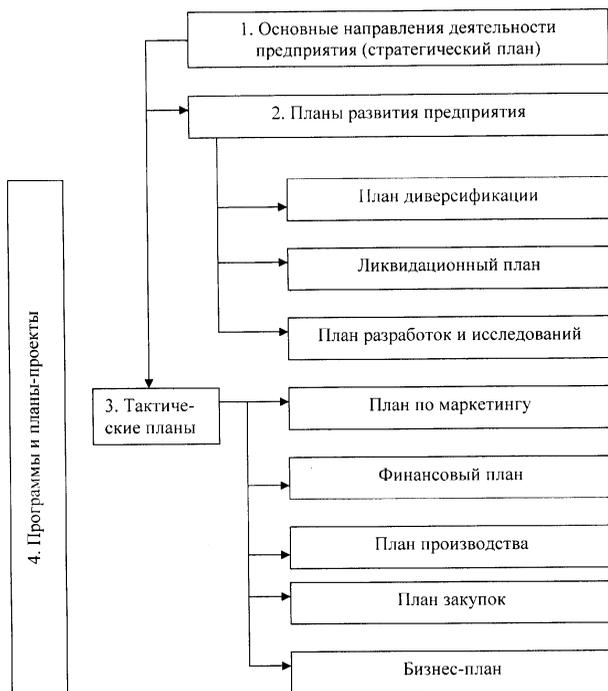 1. Основные направления деятельности
предприятия (стратегический план)
2. Планы развития предприятия
План диверсификации
Ликвидационный план
План разработок и исследований
3. Тактиче-
ские планы
План по маркетингу
Финансовый план
План производства
План закупок
Бизнес-план
4. Программы и планы-проекты